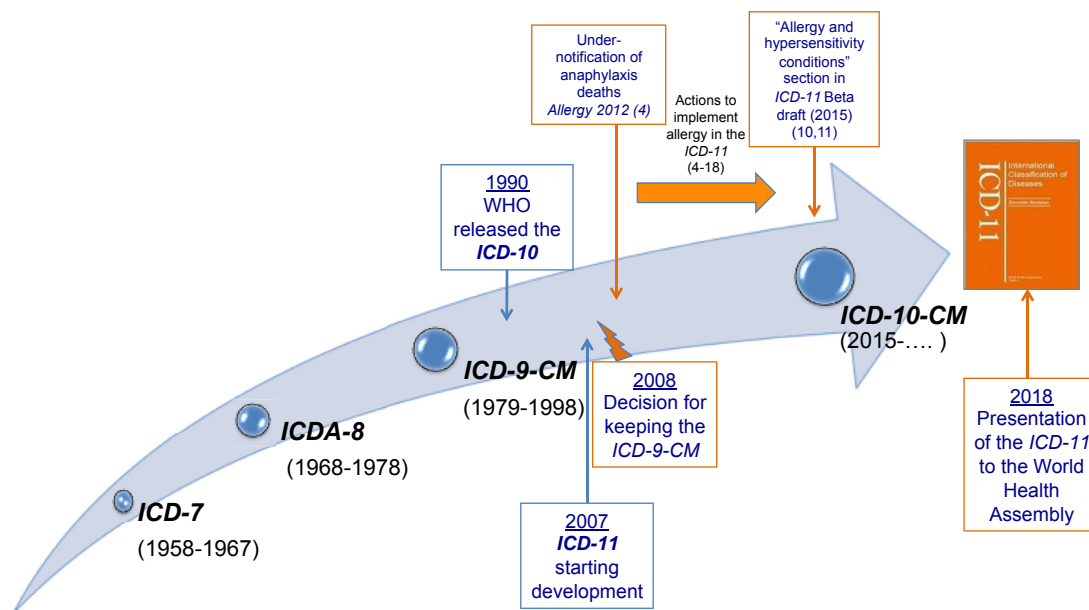 Under-
notification of
anaphylaxis
deaths
Allergy 2012 (4)
Actions to
implement
allergy in the
ICD-11
(4-18)
“Allergy and
hypersensitivity
conditions”
section in
ICD-11 Beta
draft (2015)
(10,11)
1990
WHO
released the
ICD-10
ICD-11
International
Classification of
Diseases
Eleventh Revision
ICD-10-CM
(2015-.... )
ICD-9-CM
(1979-1998)
ICDA-8
(1968-1978)
ICD-7
(1958-1967)
2008
Decision for
keeping the
ICD-9-CM
2007
ICD-11
starting
development
2018
Presentation
of the ICD-11
to the World
Health
Assembly